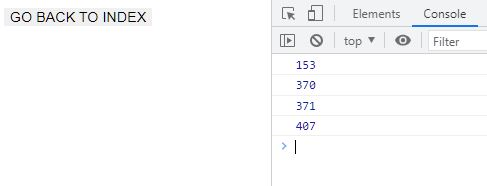 GO BACK TO INDEX
Elements Console
top Filter
153
370
371
407